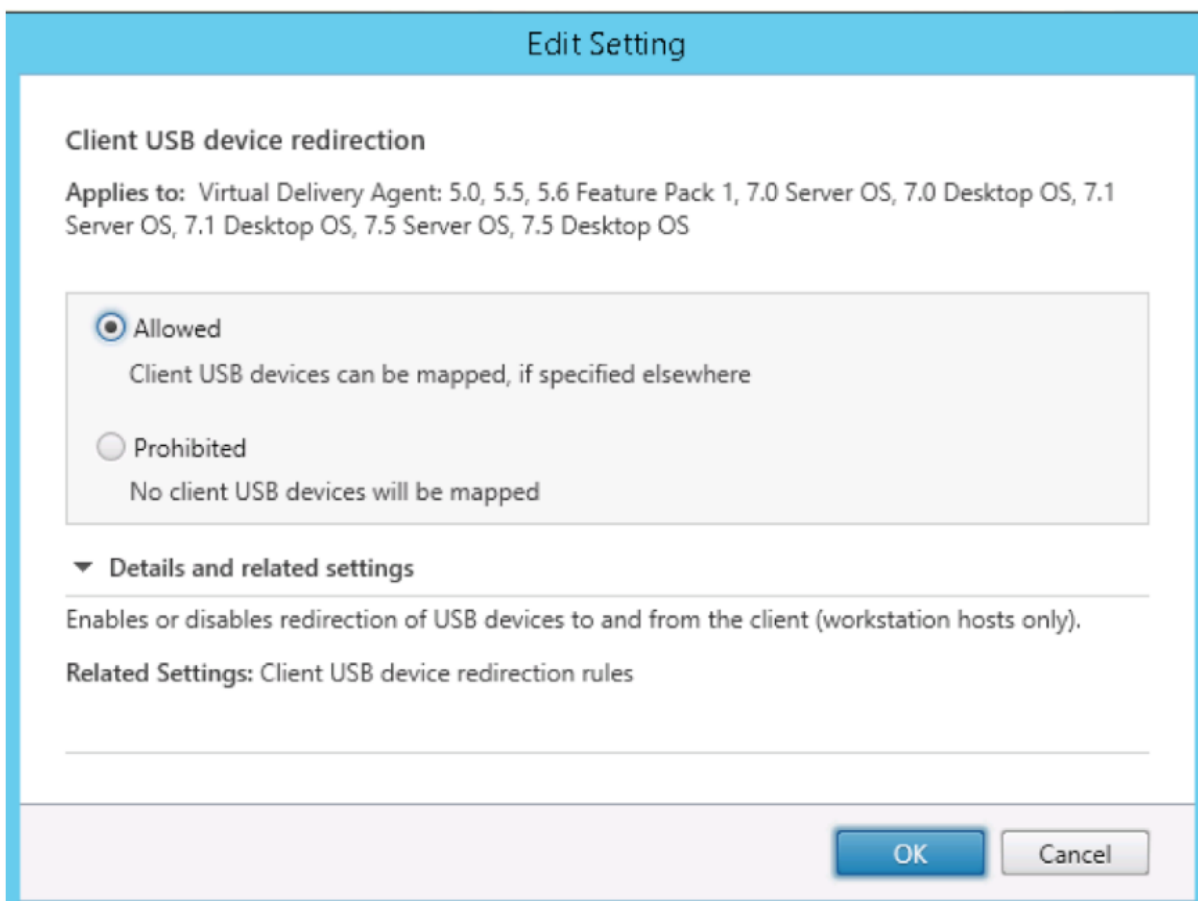 Edit Setting
Client USB device redirection
Applies to: Virtual Delivery Agent: 5.0, 5.5, 5.6 Feature Pack 1, 7.0 Server OS, 7.0 Desktop OS, 7.1
Server OS, 7.1 Desktop OS, 7.5 Server OS, 7.5 Desktop OS
Allowed
Client USB devices can be mapped, if specified elsewhere
Prohibited
No client USB devices will be mapped
Details and related settings
Enables or disables redirection of USB devices to and from the client (workstation hosts only).
Related Settings: Client USB device redirection rules
OK
Cancel